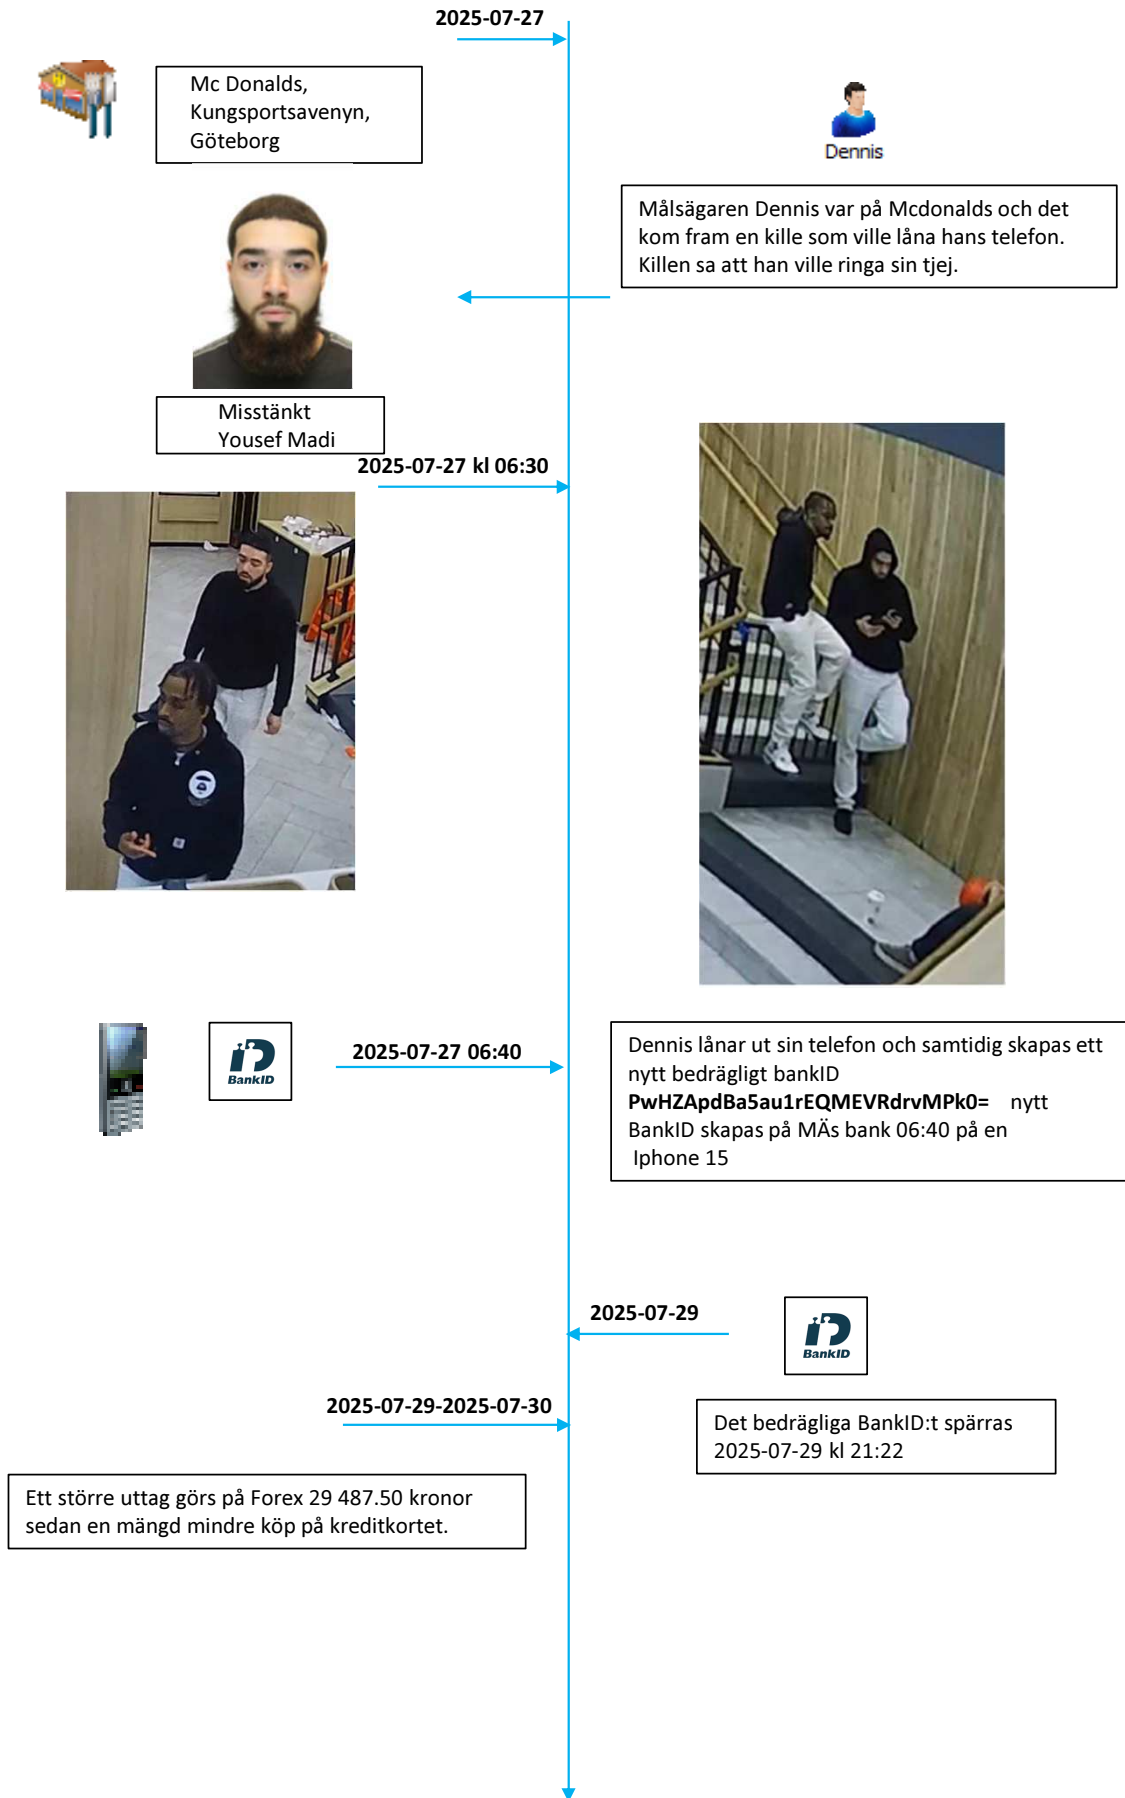 2025-07-27
Mc Donalds,
Kungsportsavenyn,
Göteborg
Dennis
Målsägaren Dennis var på Mcdonalds och det
kom fram en kille som ville låna hans telefon.
Killen sa att han ville ringa sin tjej.
Misstänkt
Yousef Madi
2025-07-27 kl 06:30
BankID
2025-07-27 06:40
Dennis lånar ut sin telefon och samtidig skapas ett
nytt bedrägligt bankID
PwHZApdBa5au1rEQMEVRdrvMPk0= nytt
BankID skapas på MÄs bank 06:40 på en
Iphone 15
2025-07-29
BankID
Det bedrägliga BankID:t spärras
2025-07-29 kl 21:22
2025-07-29-2025-07-30
Ett större uttag görs på Forex 29 487.50 kronor
sedan en mängd mindre köp på kreditkortet.